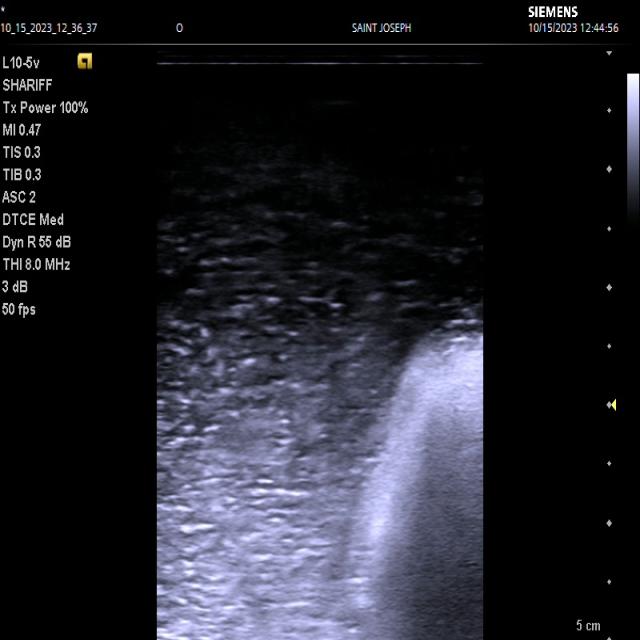 *
SIEMENS
10_15_2023_12_36_37 O SAINT JOSEPH 10/15/2023 12:44:56
L10-5v
SHARIFF
Tx Power 100%
MI 0.47
TIS 0.3
TIB 0.3
ASC 2
DTCE Med
Dyn R 55 dB
THI 8.0 MHz
3 dB
50 fps
5 cm